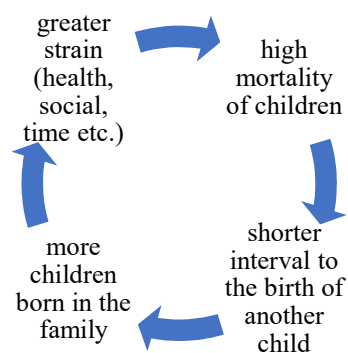 greater
strain
(health,
social,
time etc.)
high
mortality
of children
shorter
interval to
the birth of
another
child
more
children
born in the
family